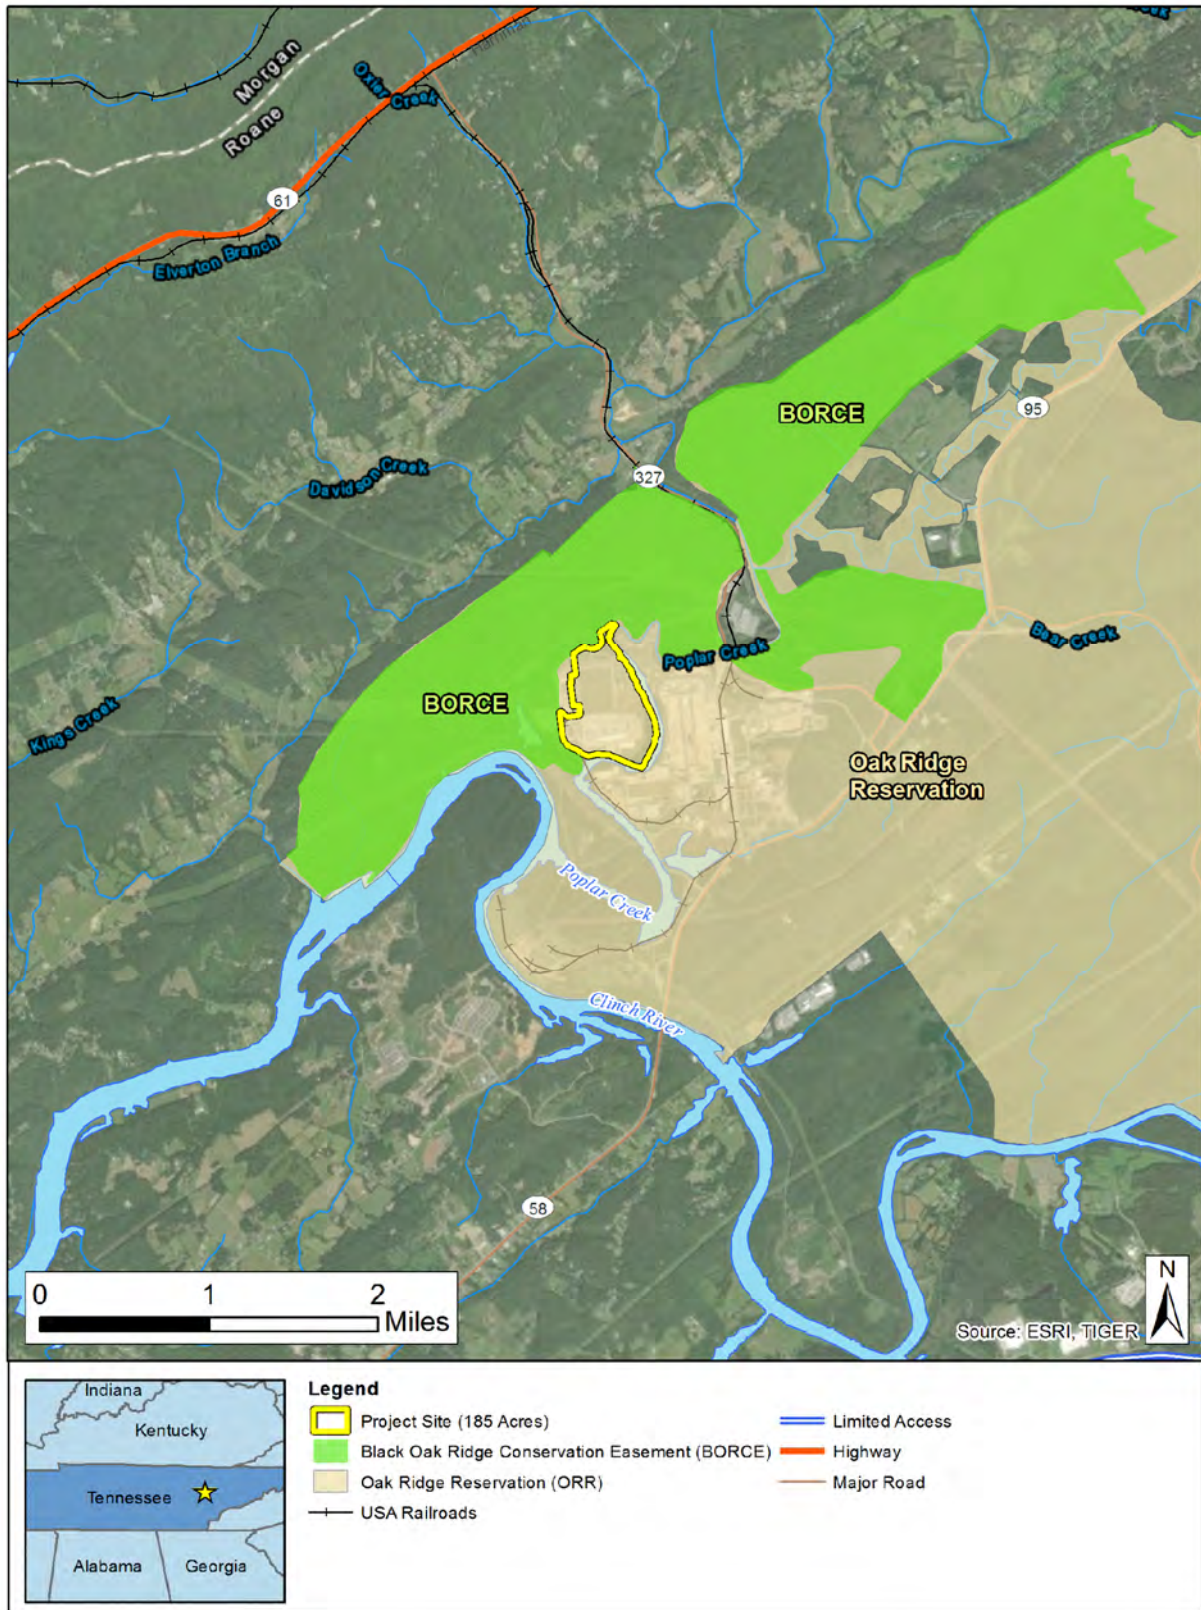 Creek
Harriman
Morgan
Oxier Creek
Roane
61
Elverton Branch
95
BORCE
Davidson Creek
327
Bear Creek
Poplar Creek
BORCE
Kings Creek
Oak Ridge
Reservation
Poplar Creek
Clinch River
58
0 1 2
Miles
N
Source: ESRI, TIGER
Indiana
Kentucky
Tennessee
Alabama
Georgia
Legend
Project Site (185 Acres)
Black Oak Ridge Conservation Easement (BORCE)
Oak Ridge Reservation (ORR)
USA Railroads
Limited Access
Highway
Major Road